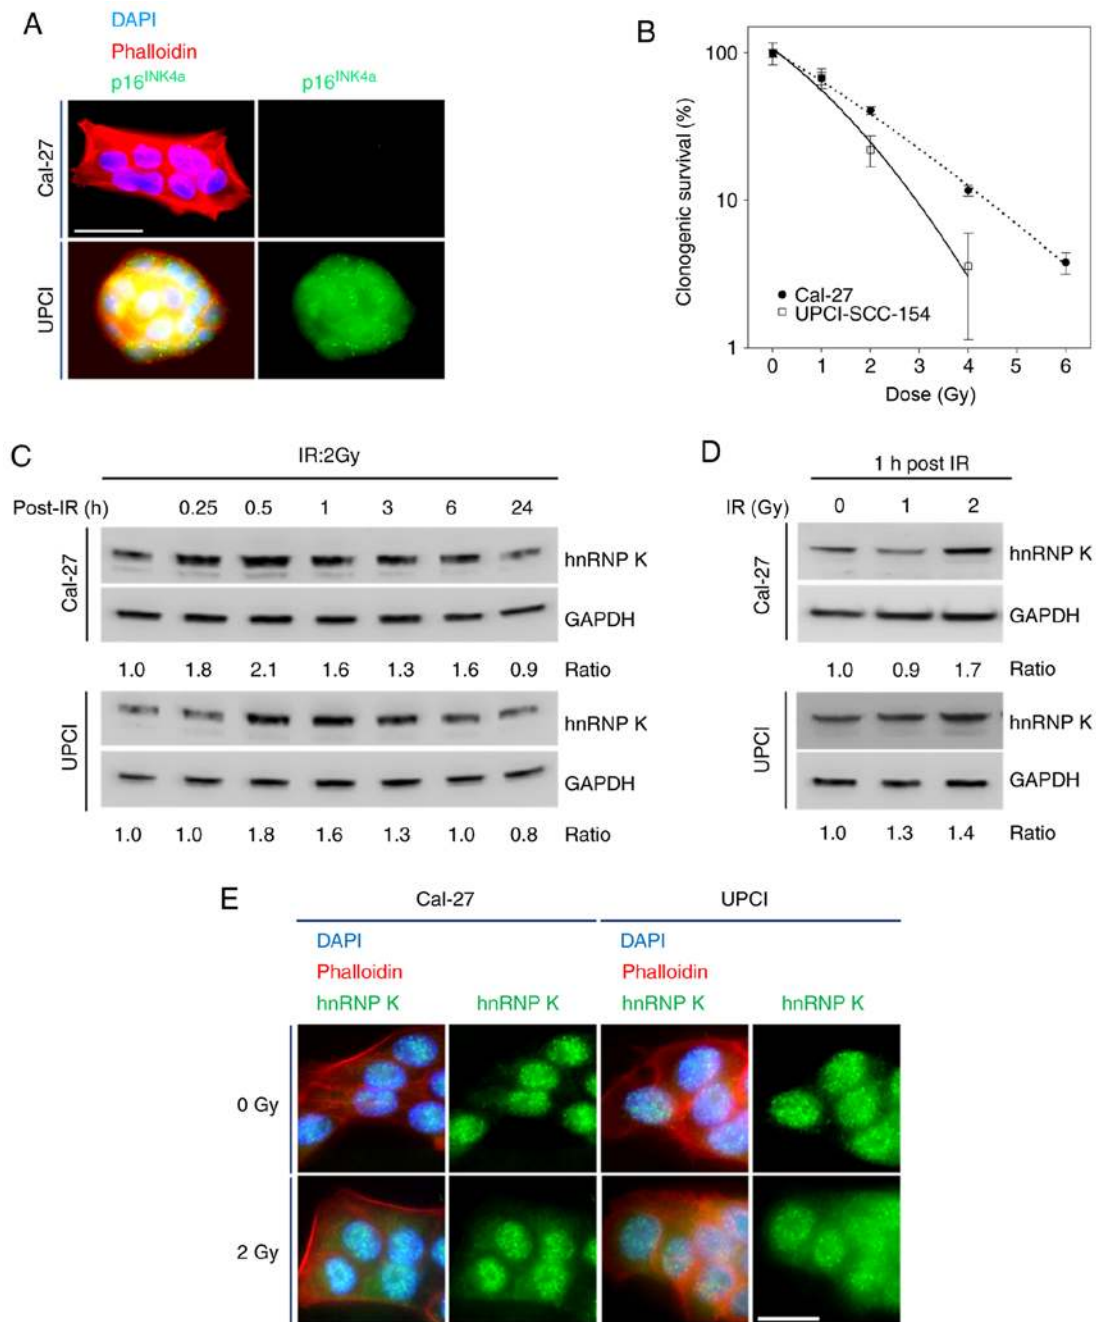 A
DAPI
Phalloidin
p16INK4a p16INK4a
Cal-27
UPCI
B
Clonogenic survival (%)
100
10
1
Cal-27
UPCI-SCC-154
0 1 2 3 4 5 6
Dose (Gy)
C
IR:2Gy
Post-IR (h) 0.25 0.5 1 3 6 24
Cal-27
hnRNP K
GAPDH
1.0 1.8 2.1 1.6 1.3 1.6 0.9 Ratio
UPCI
hnRNP K
GAPDH
1.0 1.0 1.8 1.6 1.3 1.0 0.8 Ratio
D
1 h post IR
IR (Gy) 0 1 2
Cal-27
hnRNP K
GAPDH
1.0 0.9 1.7 Ratio
UPCI
hnRNP K
GAPDH
1.0 1.3 1.4 Ratio
E
Cal-27 UPCI
DAPI DAPI
Phalloidin Phalloidin
hnRNP K hnRNP K hnRNP K hnRNP K
0 Gy
2 Gy